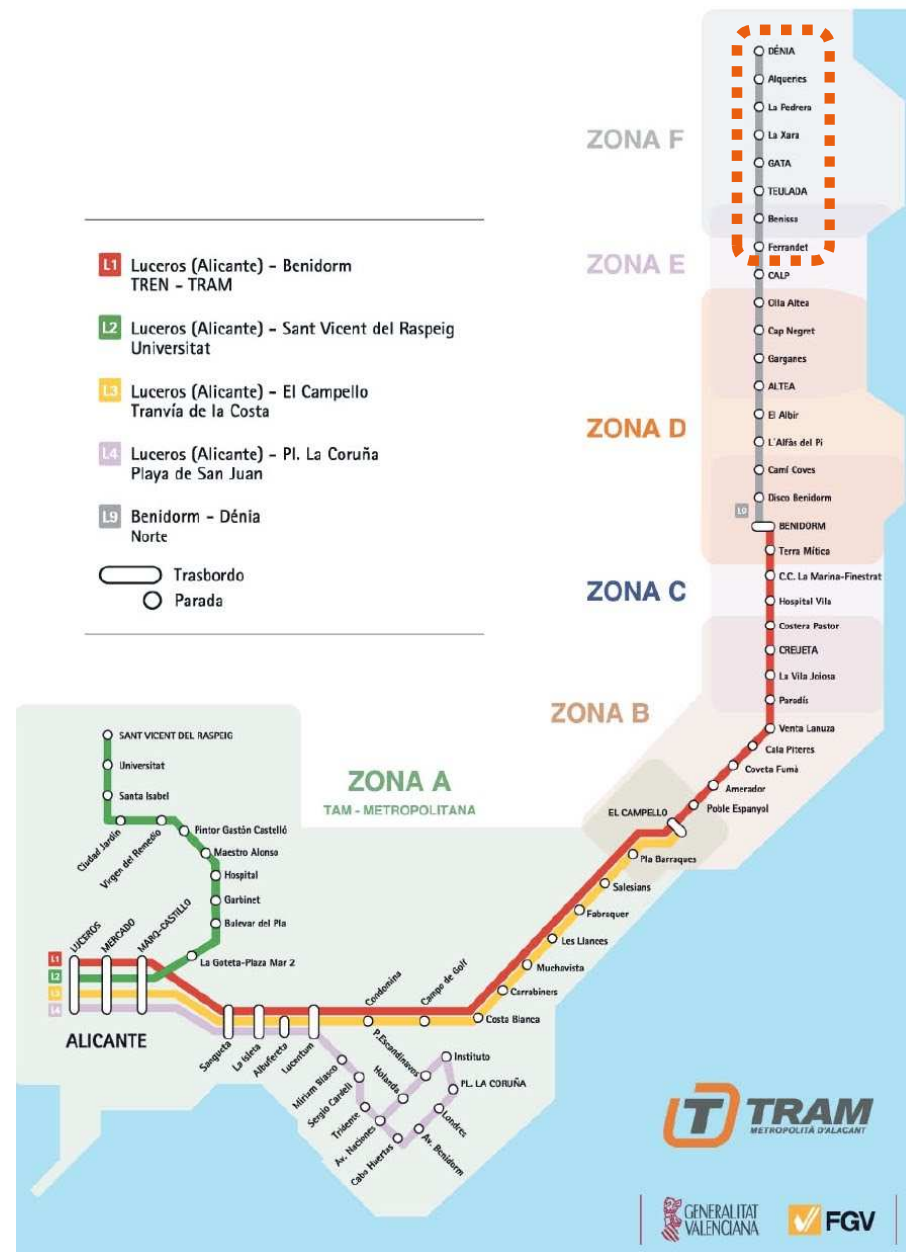 DÉNIA
Alqueries
La Pedrera
La Xara
GATA
TEULADA
Benissa
Ferrandet
CALP
Olla Altea
Cap Negret
Garganes
ALTEA
El Albir
L'Alfàs del Pi
Camí Coves
Disco Benidorm
L9
BENIDORM
Terra Mítica
C.C. La Marina-Finestrat
Hospital Vila
Costera Pastor
CREUETA
La Vila Joiosa
Paradís
Venta Lanuza
Cala Piteres
Coveta Fumà
Amerador
Poble Espanyol
EL CAMPELLO
Pla Barraques
Salesians
Fabraquer
Les Llances
Muchavista
Carrabiners
Costa Blanca
Campo de Golf
Condomina
ZONA F
ZONA E
ZONA D
ZONA C
ZONA B
ZONA A
TAM - METROPOLITANA
L1 Luceros (Alicante) - Benidorm
TREN - TRAM
L2 Luceros (Alicante) - Sant Vicent del Raspeig
Universitat
L3 Luceros (Alicante) - El Campello
Tranvía de la Costa
L4 Luceros (Alicante) - Pl. La Coruña
Playa de San Juan
L9 Benidorm - Dénia
Norte
Trasbordo
Parada
SANT VICENT DEL RASPEIG
Universitat
Santa Isabel
Ciudad Jardín
Virgen del Remedio
Pintor Gastón Castelló
Maestro Alonso
Hospital
Garbinet
Bulevar del Pla
La Goteta-Plaza Mar 2
LUCEROS
MERCADO
MARQ-CASTILLO
L1
L2
L3
L4
ALICANTE
Sangueta
La Isleta
Albufereta
Lucentum
Miriam Blasco
Sergio Cardell
Tridente
Av. Naciones
Cabo Huertas
Av. Benidorm
Londres
PL. LA CORUÑA
Instituto
P.Escandinavos
Holanda
TRAM
METROPOLITÀ D'ALACANT
GENERALITAT
VALENCIANA
FGV